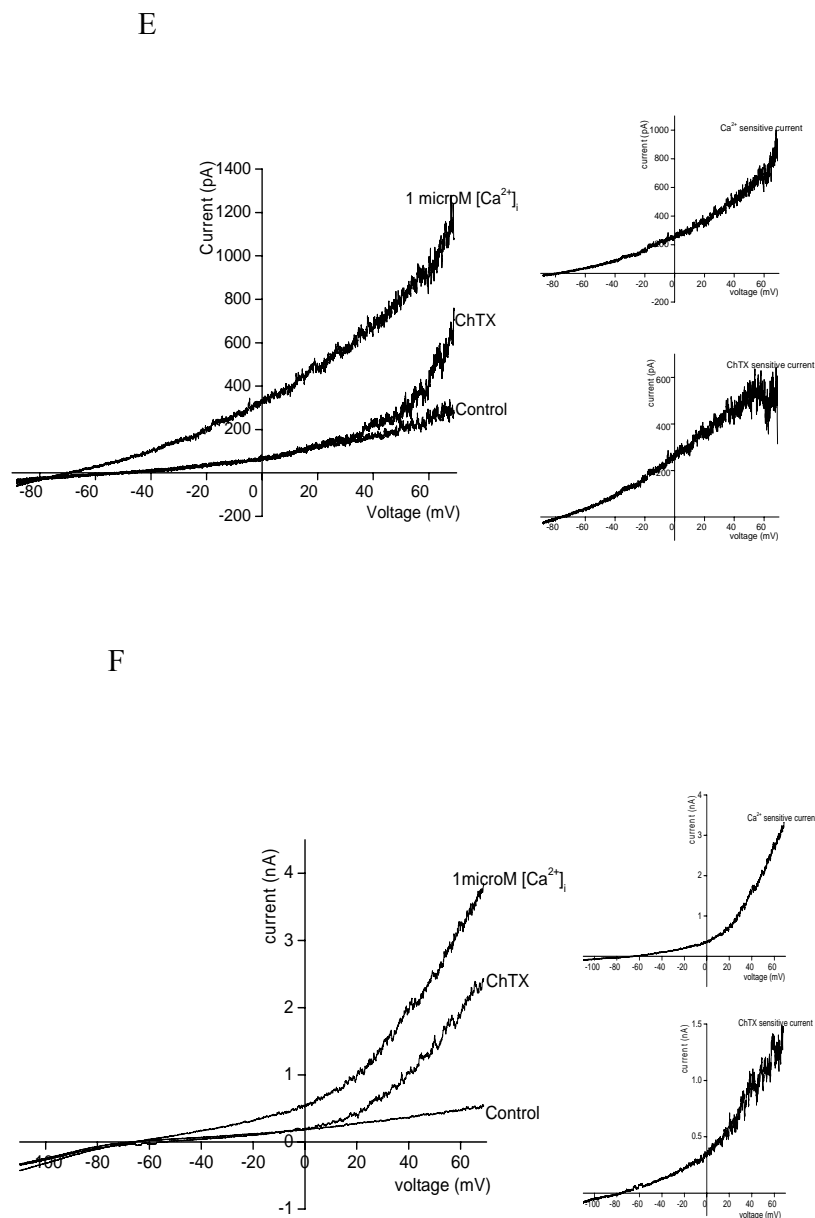 E
Current (pA)
1400
1200
1000
800
600
400
200
-200
-80 -60 -40 -20 0 20 40 60
Voltage (mV)
1 microM [Ca²⁺]ᵢ
ChTX
Control
current (pA)
1000
800
600
400
200
-200
-80 -60 -40 -20 0 20 40 60
voltage (mV)
Ca²⁺ sensitive current
current (pA)
600
400
200
-80 -60 -40 -20 0 20 40 60
voltage (mV)
ChTX sensitive current
F
current (nA)
4
3
2
1
0
-1
-100 -80 -60 -40 -20 0 20 40 60
voltage (mV)
1microM [Ca²⁺]ᵢ
ChTX
Control
current (nA)
4
3
2
1
-100 -80 -60 -40 -20 0 20 40 60
voltage (mV)
Ca²⁺ sensitive curren
current (nA)
1.5
1.0
0.5
-100 -80 -60 -40 -20 0 20 40 60
voltage (mV)
ChTX sensitive current